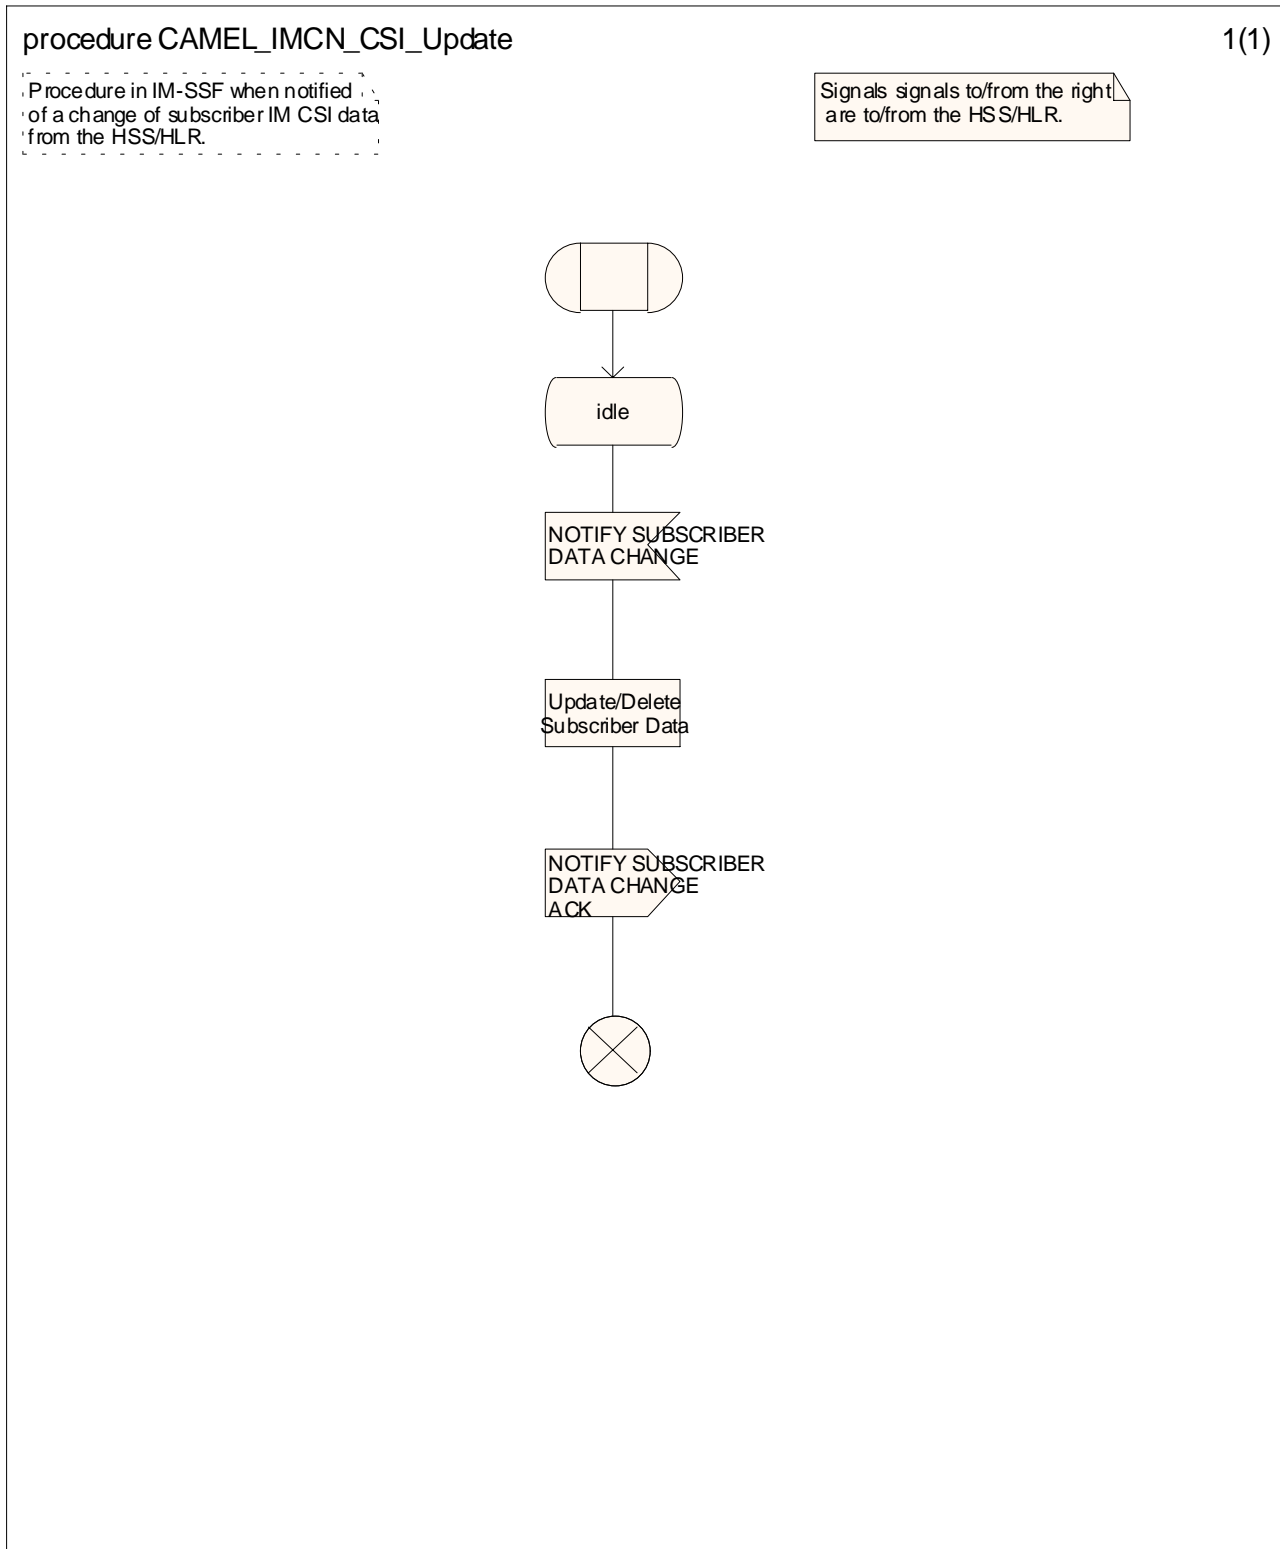 procedure CAMEL_IMCN_CSI_Update
1(1)
Procedure in IM-SSF when notified
of a change of subscriber IM CSI data
from the HSS/HLR.
Signals signals to/from the right
are to/from the HSS/HLR.
idle
NOTIFY SUBSCRIBER
DATA CHANGE
Update/Delete
Subscriber Data
NOTIFY SUBSCRIBER
DATA CHANGE
ACK